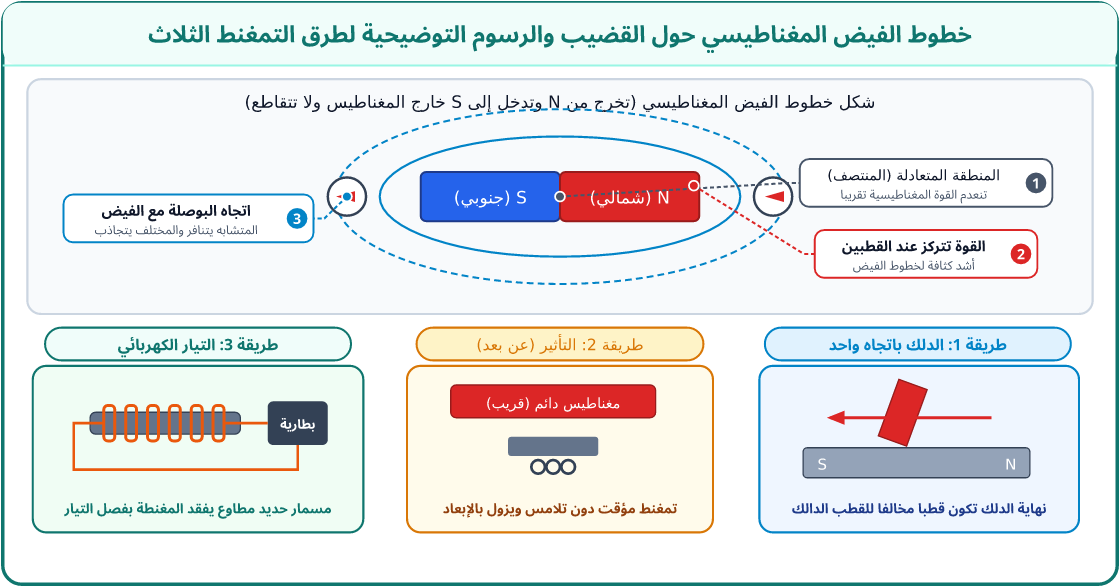 خطوط الفيض المغناطيسي حول القضيب والرسوم التوضيحية لطرق التمغنط الثلاث
شكل خطوط الفيض المغناطيسي (تخرج من N وتدخل إلى S خارج المغناطيس ولا تتقاطع)
المنطقة المتعادلة (المنتصف)
تنعدم القوة المغناطيسية تقريبا
1
N (شمالي)
S (جنوبي)
القوة تتركز عند القطبين
أشد كثافة لخطوط الفيض
2
اتجاه البوصلة مع الفيض
المتشابه يتنافر والمختلف يتجاذب
3
طريقة 1: الدلك باتجاه واحد
S
N
نهاية الدلك تكون قطبا مخالفا للقطب الدالك
طريقة 2: التأثير (عن بعد)
مغناطيس دائم (قريب)
تمغنط مؤقت دون تلامس ويزول بالإبعاد
طريقة 3: التيار الكهربائي
بطارية
مسمار حديد مطاوع يفقد المغنطة بفصل التيار